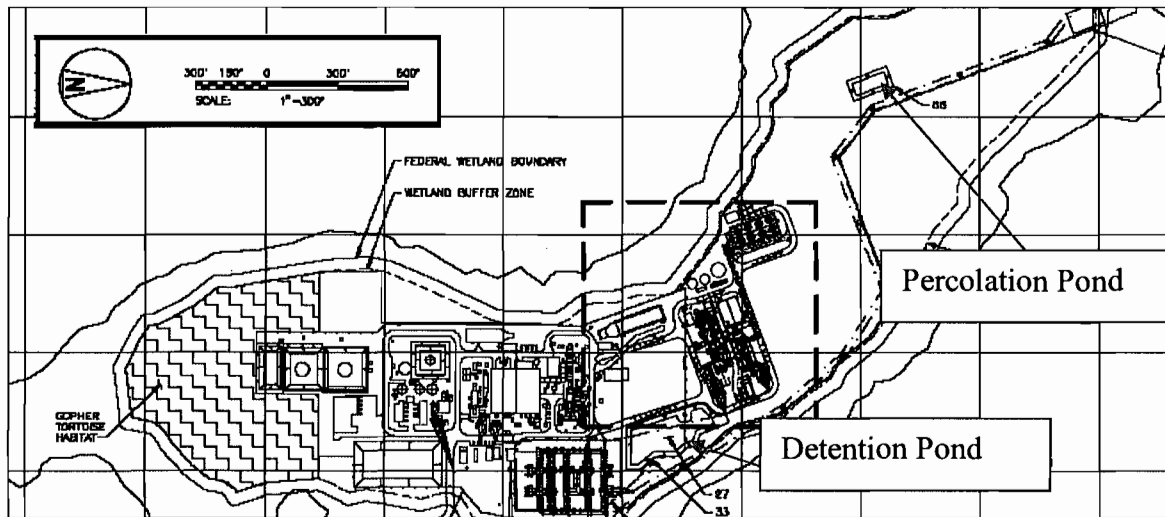 N
300' 150' 0 300' 600'
SCALE: 1"=300'
FEDERAL WETLAND BOUNDARY
WETLAND BUFFER ZONE
Percolation Pond
GOPHER
TORTOISE
HABITAT
Detention Pond
27
33